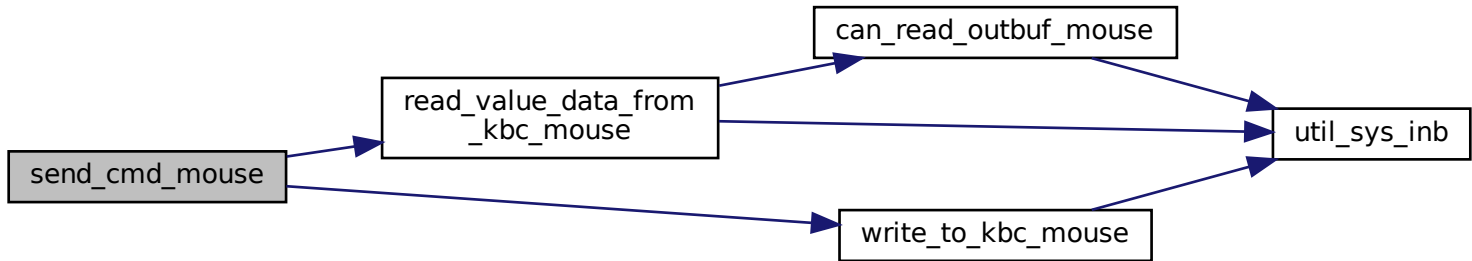 send_cmd_mouse
read_value_data_from
_kbc_mouse
can_read_outbuf_mouse
util_sys_inb
write_to_kbc_mouse